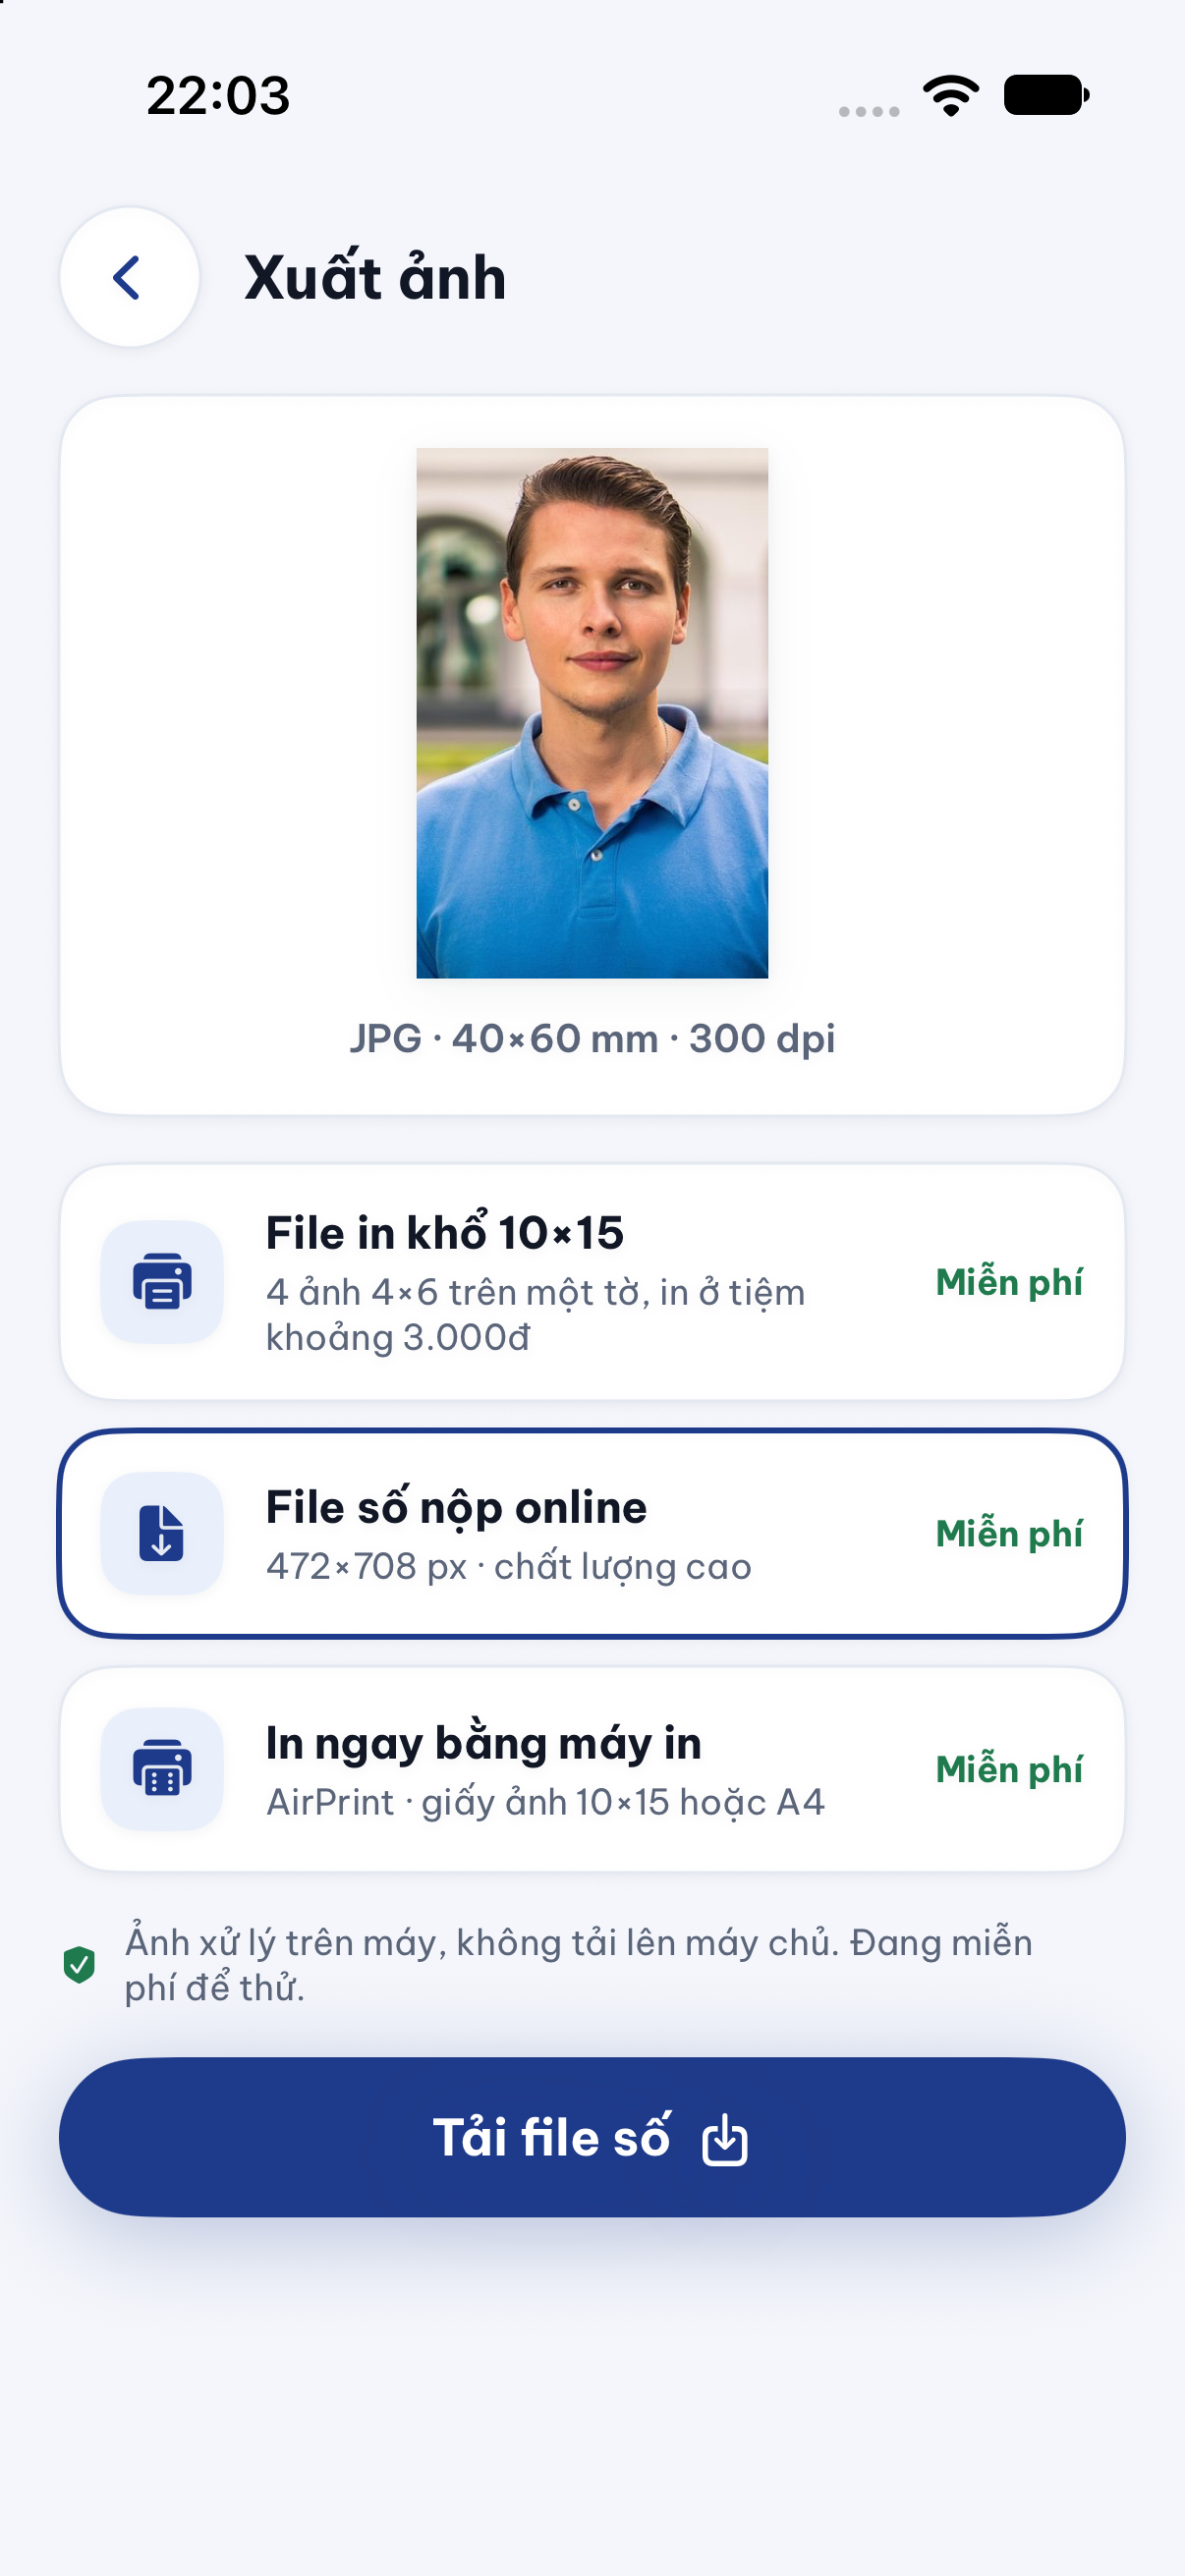 22:03
Xuất ảnh
JPG · 40×60 mm · 300 dpi
File in khổ 10×15
4 ảnh 4×6 trên một tờ, in ở tiệm
khoảng 3.000đ
Miễn phí
File số nộp online
472×708 px · chất lượng cao
Miễn phí
In ngay bằng máy in
AirPrint · giấy ảnh 10×15 hoặc A4
Miễn phí
Ảnh xử lý trên máy, không tải lên máy chủ. Đang miễn
phí để thử.
Tải file số